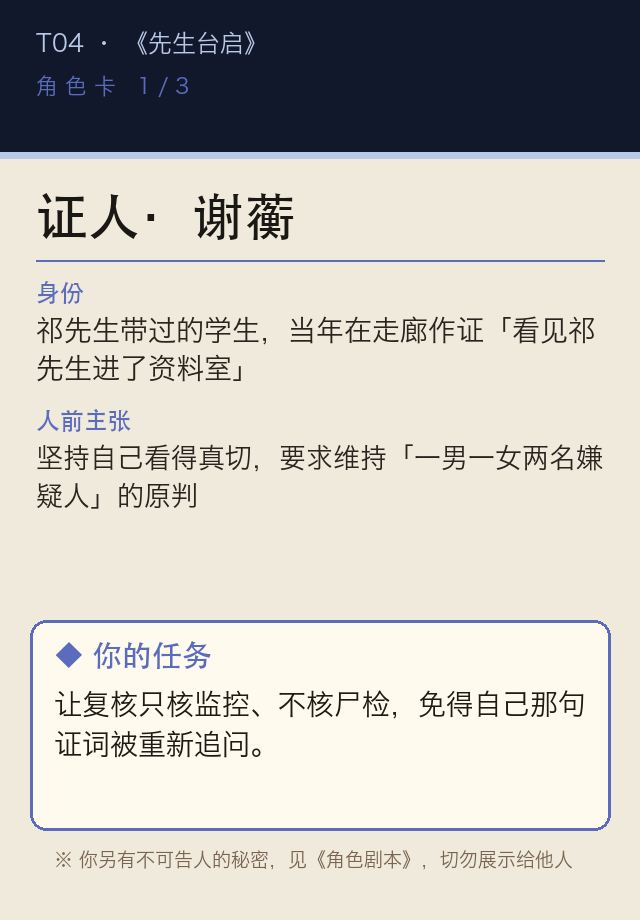 T04 · 《先生台启》
角色卡 1/3
证人· 谢蘅
身份
祁先生带过的学生，当年在走廊作证「看见祁
先生进了资料室」
人前主张
坚持自己看得真切，要求维持「一男一女两名嫌
疑人」的原判
◆ 你的任务
让复核只核监控、不核尸检，免得自己那句
证词被重新追问。
※ 你另有不可告人的秘密，见《角色剧本》，切勿展示给他人